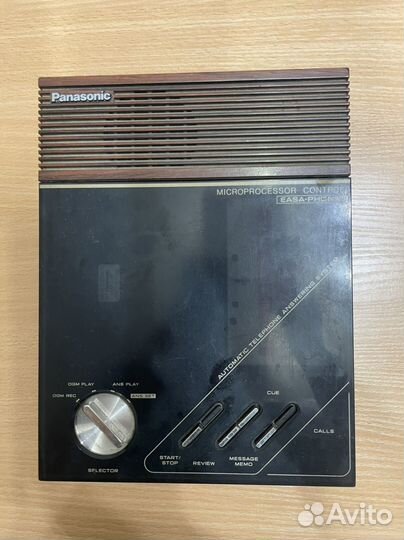 Panasonic
MICROPROCESSOR CONTROL
EASA-PHONE
AUTOMATIC TELEPHONE ANSWERING SYSTEM
OGM PLAY
ANS PLAY
OGM REC
ANS SET
CUE
CALLS
START/
STOP
REVIEW
MESSAGE
MEMO
SELECTOR
Avito